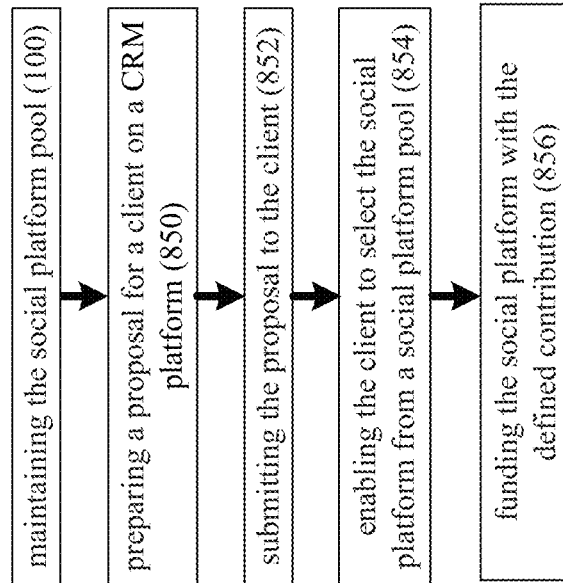 maintaining the social platform pool (100)
preparing a proposal for a client on a CRM
platform (850)
submitting the proposal to the client (852)
enabling the client to select the social
platform from a social platform pool (854)
funding the social platform with the
defined contribution (856)